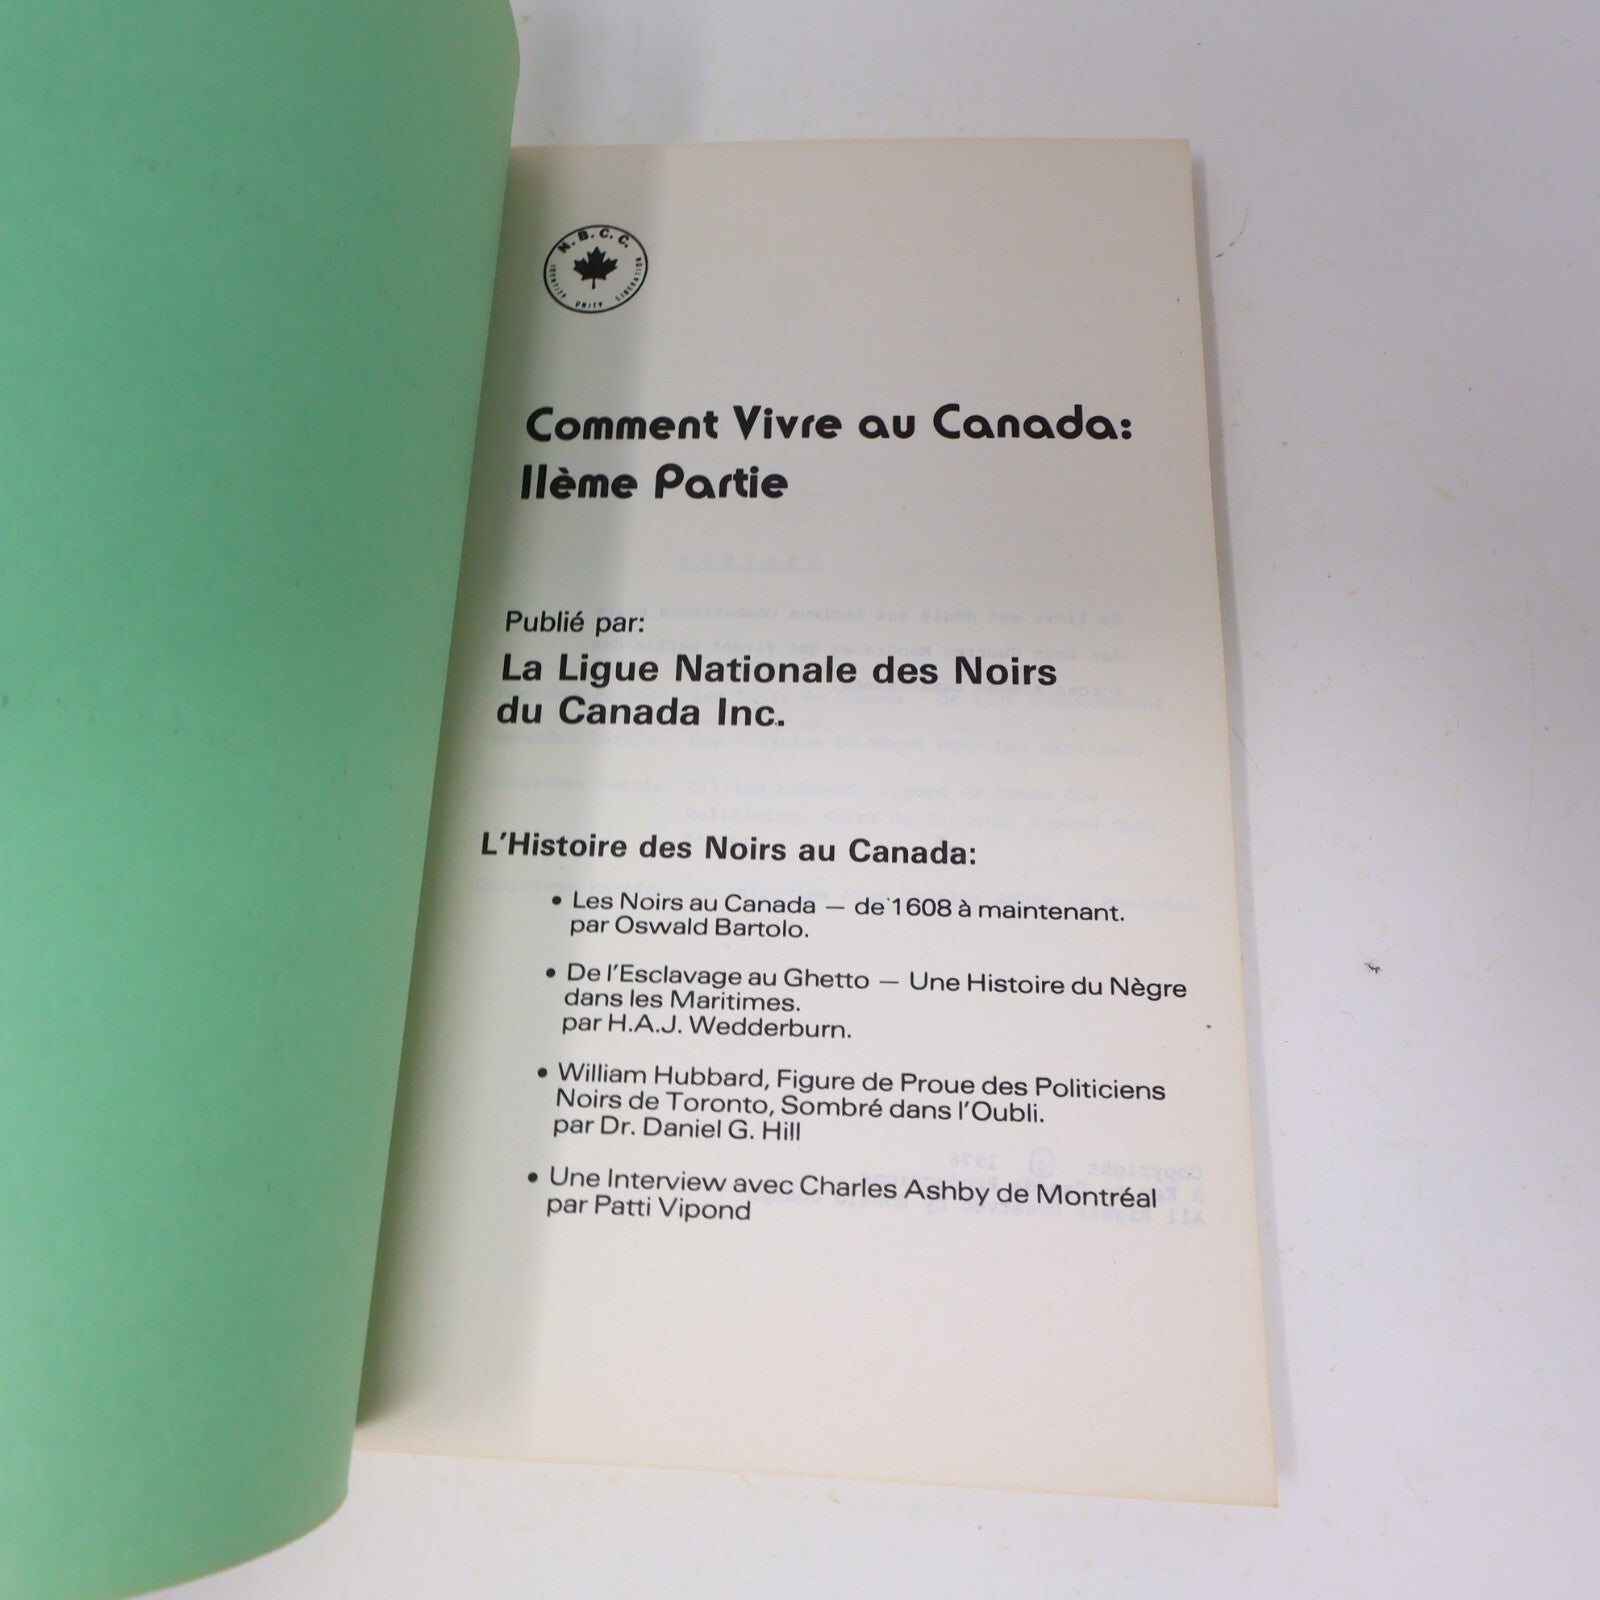 N.B.C.C.
IDENTITY UNITY LIBERATION
Comment Vivre au Canada:
IIème Partie
Publié par:
La Ligue Nationale des Noirs
du Canada Inc.
L'Histoire des Noirs au Canada:
• Les Noirs au Canada — de 1608 à maintenant.
par Oswald Bartolo.
• De l'Esclavage au Ghetto — Une Histoire du Nègre
dans les Maritimes.
par H.A.J. Wedderburn.
• William Hubbard, Figure de Proue des Politiciens
Noirs de Toronto, Sombré dans l'Oubli.
par Dr. Daniel G. Hill
• Une Interview avec Charles Ashby de Montréal
par Patti Vipond